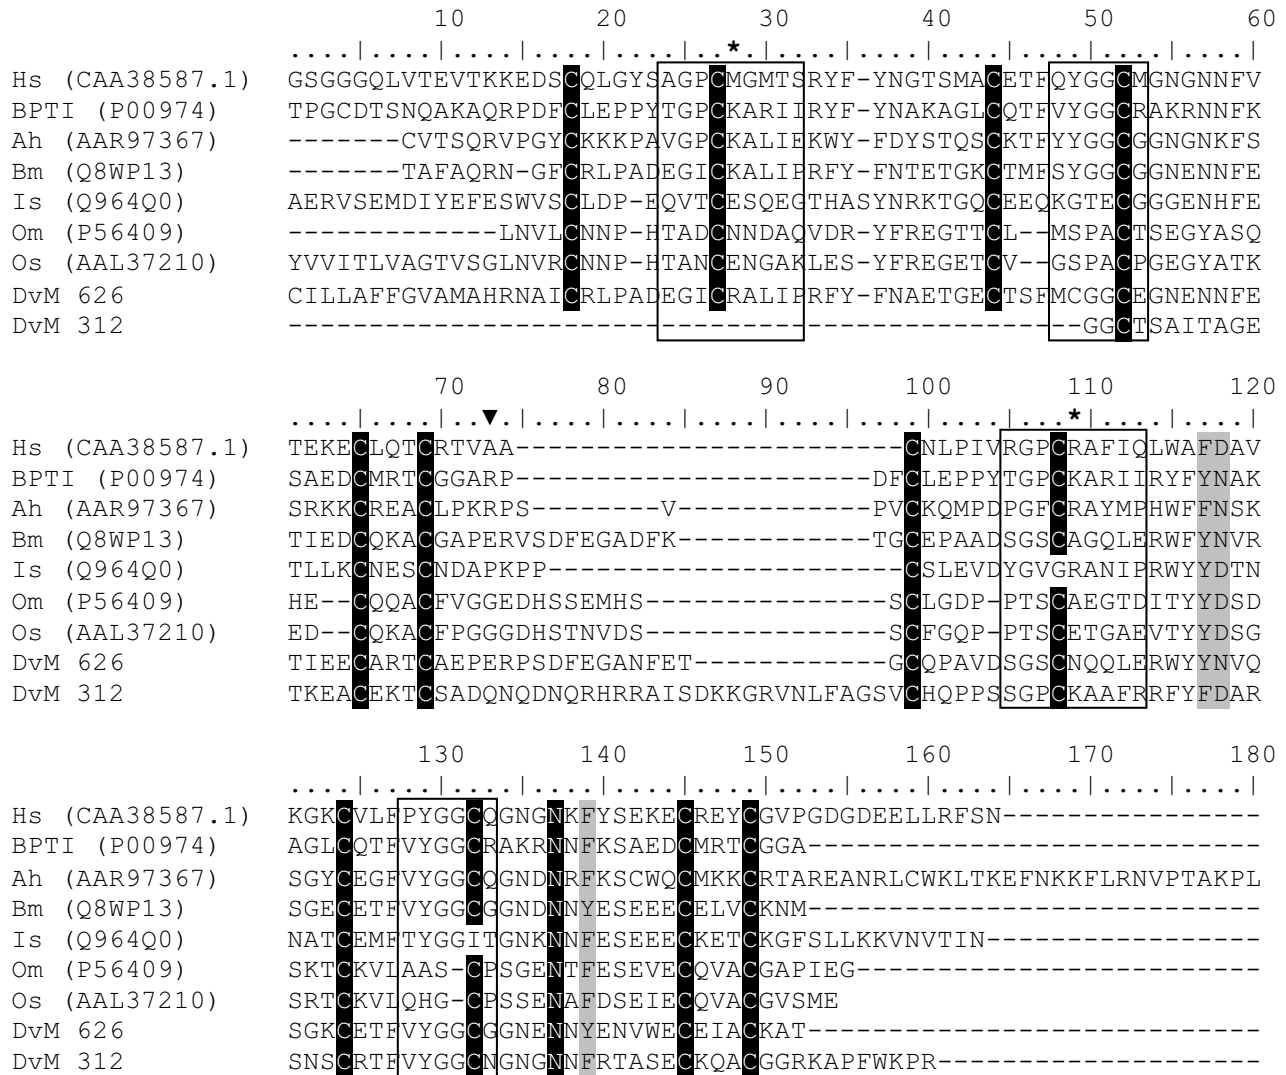 10 20 30 40 50 60
....|....|....|....|....|..*.|....|....|....|....|....|....|
Hs (CAA38587.1) GSGGGQLVTEVTKKEDSCQLGYSAGPCMGMTSRYF-YNGTSMACETFQYGGCMGNGNNFV
BPTI (P00974) TPGCDTSNQAKAQRPDFCLEPPYTGPCKARIIRYF-YNAKAGLCQTFVYGGCRAKRNNFK
Ah (AAR97367) -------CVTSQRVPGYCKKKPAVGPCKALIEKWY-FDYSTQSCKTFYYGGCGGNGNKFS
Bm (Q8WP13) -------TAFAQRN-GFCRLPADEGICKALIPRFY-FNTETGKCTMFSYGGCGGNENNFE
Is (Q964Q0) AERVSEMDIYEFESWVSCLDP-EQVTCESQEGTHASYNRKTGQCEEQKGTECGGGENHFE
Om (P56409) -------------LNVLCNNP-HTADCNNDAQVDR-YFREGTTCL--MSPACTSEGYASQ
Os (AAL37210) YVVITLVAGTVSGLNVRCNNP-HTANCENGAKLES-YFREGETCV--GSPACPGEGYATK
DvM 626 CILLAFFGVAMAHRNAICRLPADEGICRALIPRFY-FNAETGECTSFMCGGCEGNENNFE
DvM 312 -------------------------------------------------GGCTSAITAGE
70 80 90 100 110 120
....|....|..▼.|....|....|....|....|....|....*....|....|....|
Hs (CAA38587.1) TEKECLQTCRTVAA------------------------CNLPIVRGPCRAFIQLWAFDAV
BPTI (P00974) SAEDCMRTCGGARP----------------------DFCLEPPYTGPCKARIIRYFYNAK
Ah (AAR97367) SRKKCREACLPKRPS--------V------------PVCKQMPDPGFCRAYMPHWFFNSK
Bm (Q8WP13) TIEDCQKACGAPERVSDFEGADFK------------TGCEPAADSGSCAGQLERWFYNVR
Is (Q964Q0) TLLKCNESCNDAPKPP----------------------CSLEVDYGVGRANIPRWYYDTN
Om (P56409) HE--CQQACFVGGEDHSSEMHS---------------SCLGDP-PTSCAEGTDITYYDSD
Os (AAL37210) ED--CQKACFPGGGDHSTNVDS---------------SCFGQP-PTSCETGAEVTYYDSG
DvM 626 TIEECARTCAEPERPSDFEGANFET------------GCQPAVDSGSCNQQLERWYYNVQ
DvM 312 TKEACEKTCSADQNQDNQRHRRAISDKKGRVNLFAGSVCHQPPSSGPCKAAFRRFYFDAR
130 140 150 160 170 180
....|....|....|....|....|....|....|....|....|....|....|....|
Hs (CAA38587.1) KGKCVLFPYGGCQGNGNKFYSEKECREYCGVPGDGDEELLRFSN----------------
BPTI (P00974) AGLCQTFVYGGCRAKRNNFKSAEDCMRTCGGA----------------------------
Ah (AAR97367) SGYCEGFVYGGCQGNDNRFKSCWQCMKKCRTAREANRLCWKLTKEFNKKFLRNVPTAKPL
Bm (Q8WP13) SGECETFVYGGCGGNDNNYESEEECELVCKNM----------------------------
Is (Q964Q0) NATCEMFTYGGITGNKNNFESEEECKETCKGFSLLKKVNVTIN-----------------
Om (P56409) SKTCKVLAAS-CPSGENTFESEVECQVACGAPIEG-------------------------
Os (AAL37210) SRTCKVLQHG-CPSSENAFDSEIECQVACGVSME
DvM 626 SGKCETFVYGGCGGNENNYENVWECEIACKAT----------------------------
DvM 312 SNSCRTFVYGGCNGNGNNFRTASECKQACGGRKAPFWKPR--------------------